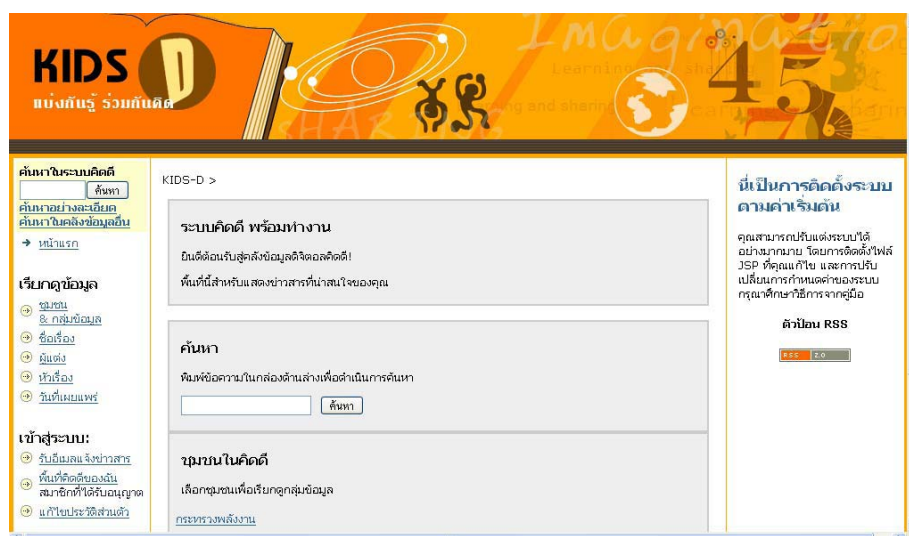 Imagination
KIDS D
แบ่งกันรู้ ร่วมกันคิด
Learning
and sharing
SHARING
453
ค้นหาในระบบคิดดี
ค้นหา
ค้นหาอย่างละเอียด
ค้นหาในคลังข้อมูลอื่น
หน้าแรก
เรียกดูข้อมูล
ชุมชน
& กลุ่มข้อมูล
ชื่อเรื่อง
ผู้แต่ง
หัวเรื่อง
วันที่เผยแพร่
เข้าสู่ระบบ:
รับอีเมลแจ้งข่าวสาร
พื้นที่คิดดีของฉัน
สมาชิกที่ได้รับอนุญาต
แก้ไขประวัติส่วนตัว
KIDS-D >
ระบบคิดดี พร้อมทำงาน
ยินดีต้อนรับสู่คลังข้อมูลดิจิตอลคิดดี!
พื้นที่นี้สำหรับแสดงข่าวสารที่น่าสนใจของคุณ
ค้นหา
พิมพ์ข้อความในกล่องด้านล่างเพื่อดำเนินการค้นหา
ค้นหา
ชุมชนในคิดดี
เลือกชุมชนเพื่อเรียกดูกลุ่มข้อมูล
กระทรวงพลังงาน
นี่เป็นการติดตั้งระบบ
ตามค่าเริ่มต้น
คุณสามารถปรับแต่งระบบได้
อย่างมากมาย โดยการติดตั้งไฟล์
JSP ที่คุณแก้ไข และการปรับ
เปลี่ยนการกำหนดค่าของระบบ
กรุณาศึกษาวิธีการจากคู่มือ
ตัวป้อน RSS
RSS 2.0